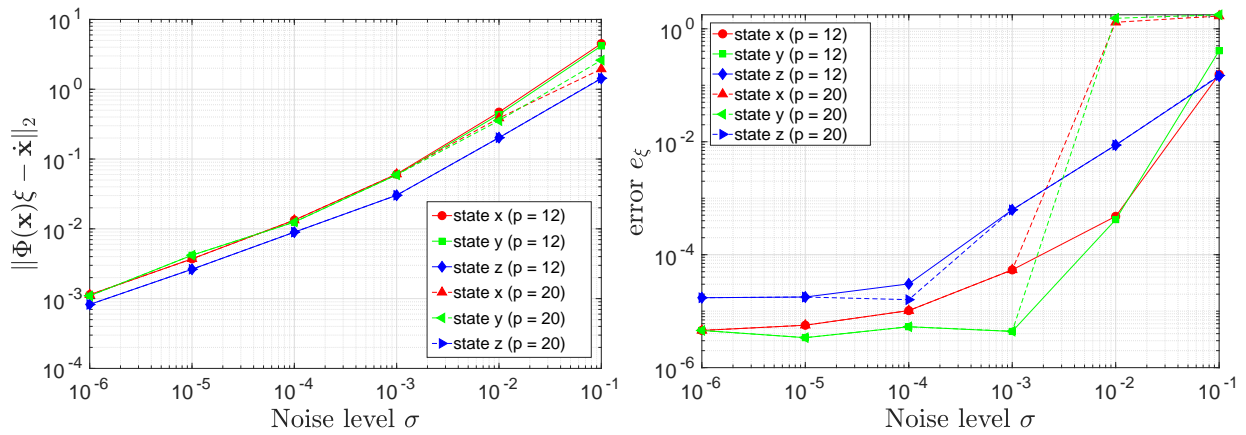 10^1
10^0
10^-1
10^-2
10^-3
10^-4
‖Φ(𝐱)ξ − 𝐱̇‖₂
state x (p = 12)
state y (p = 12)
state z (p = 12)
state x (p = 20)
state y (p = 20)
state z (p = 20)
10^-6 10^-5 10^-4 10^-3 10^-2 10^-1
Noise level σ
10^0
10^-2
10^-4
10^-6
error e_ξ
state x (p = 12)
state y (p = 12)
state z (p = 12)
state x (p = 20)
state y (p = 20)
state z (p = 20)
10^-6 10^-5 10^-4 10^-3 10^-2 10^-1
Noise level σ